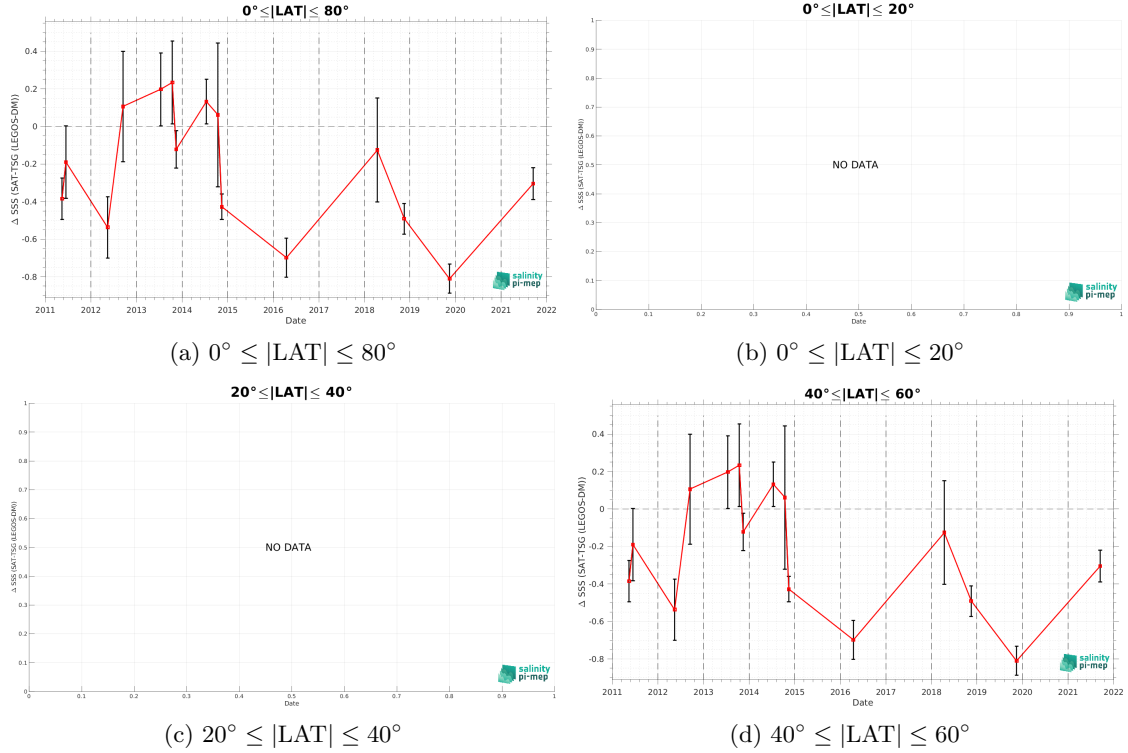 0°≤|LAT|≤ 80°
Δ SSS (SAT-TSG (LEGOS-DM))
0.4
0.2
0
-0.2
-0.4
-0.6
-0.8
2011 2012 2013 2014 2015 2016 2017 2018 2019 2020 2021 2022
Date
salinity
pi-mep
(a) 0° ≤ |LAT| ≤ 80°
0°≤|LAT|≤ 20°
Δ SSS (SAT-TSG (LEGOS-DM))
1
0.9
0.8
0.7
0.6
0.5
0.4
0.3
0.2
0.1
0
NO DATA
0 0.1 0.2 0.3 0.4 0.5 0.6 0.7 0.8 0.9 1
Date
salinity
pi-mep
(b) 0° ≤ |LAT| ≤ 20°
20°≤|LAT|≤ 40°
Δ SSS (SAT-TSG (LEGOS-DM))
1
0.9
0.8
0.7
0.6
0.5
0.4
0.3
0.2
0.1
0
NO DATA
0 0.1 0.2 0.3 0.4 0.5 0.6 0.7 0.8 0.9 1
Date
salinity
pi-mep
(c) 20° ≤ |LAT| ≤ 40°
40°≤|LAT|≤ 60°
Δ SSS (SAT-TSG (LEGOS-DM))
0.4
0.2
0
-0.2
-0.4
-0.6
-0.8
2011 2012 2013 2014 2015 2016 2017 2018 2019 2020 2021 2022
Date
salinity
pi-mep
(d) 40° ≤ |LAT| ≤ 60°